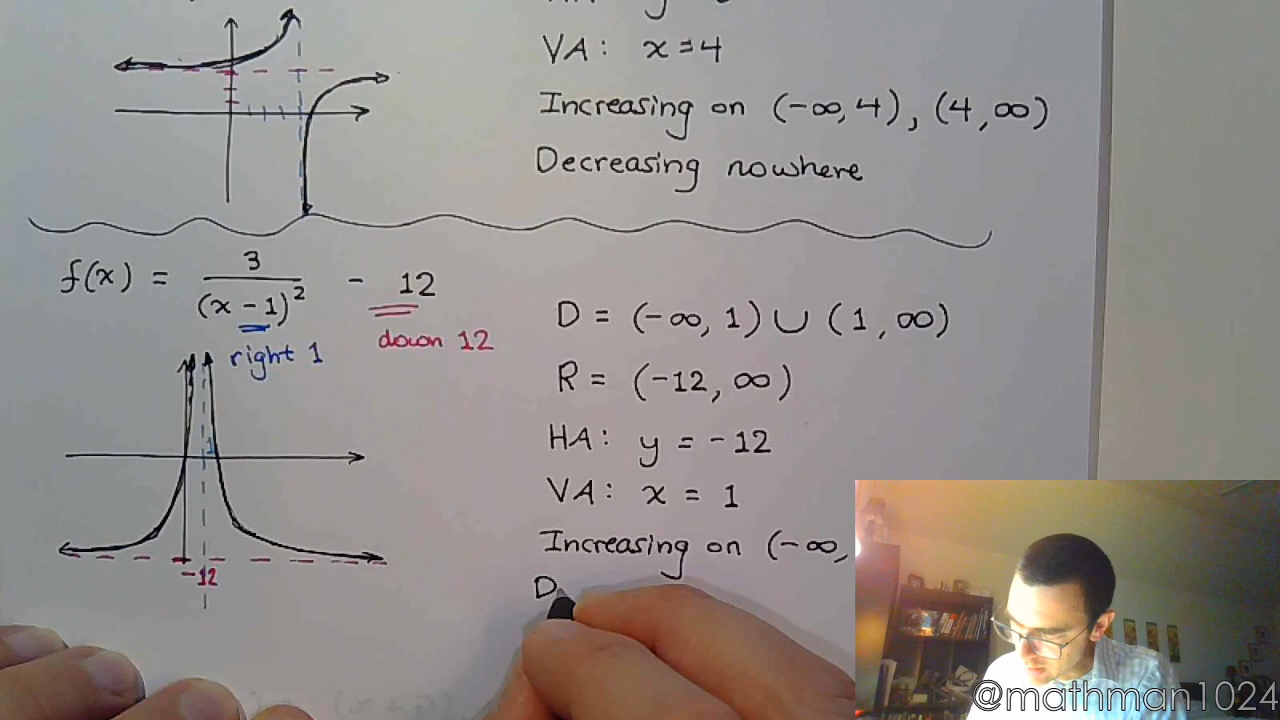 VA: x = 4
Increasing on (-∞, 4), (4, ∞)
Decreasing nowhere
f(x) = 3/(x - 1)² - 12
right 1
down 12
1
-12
D = (-∞, 1) ∪ (1, ∞)
R = (-12, ∞)
HA: y = -12
VA: x = 1
Increasing on (-∞,
D
@mathman1024